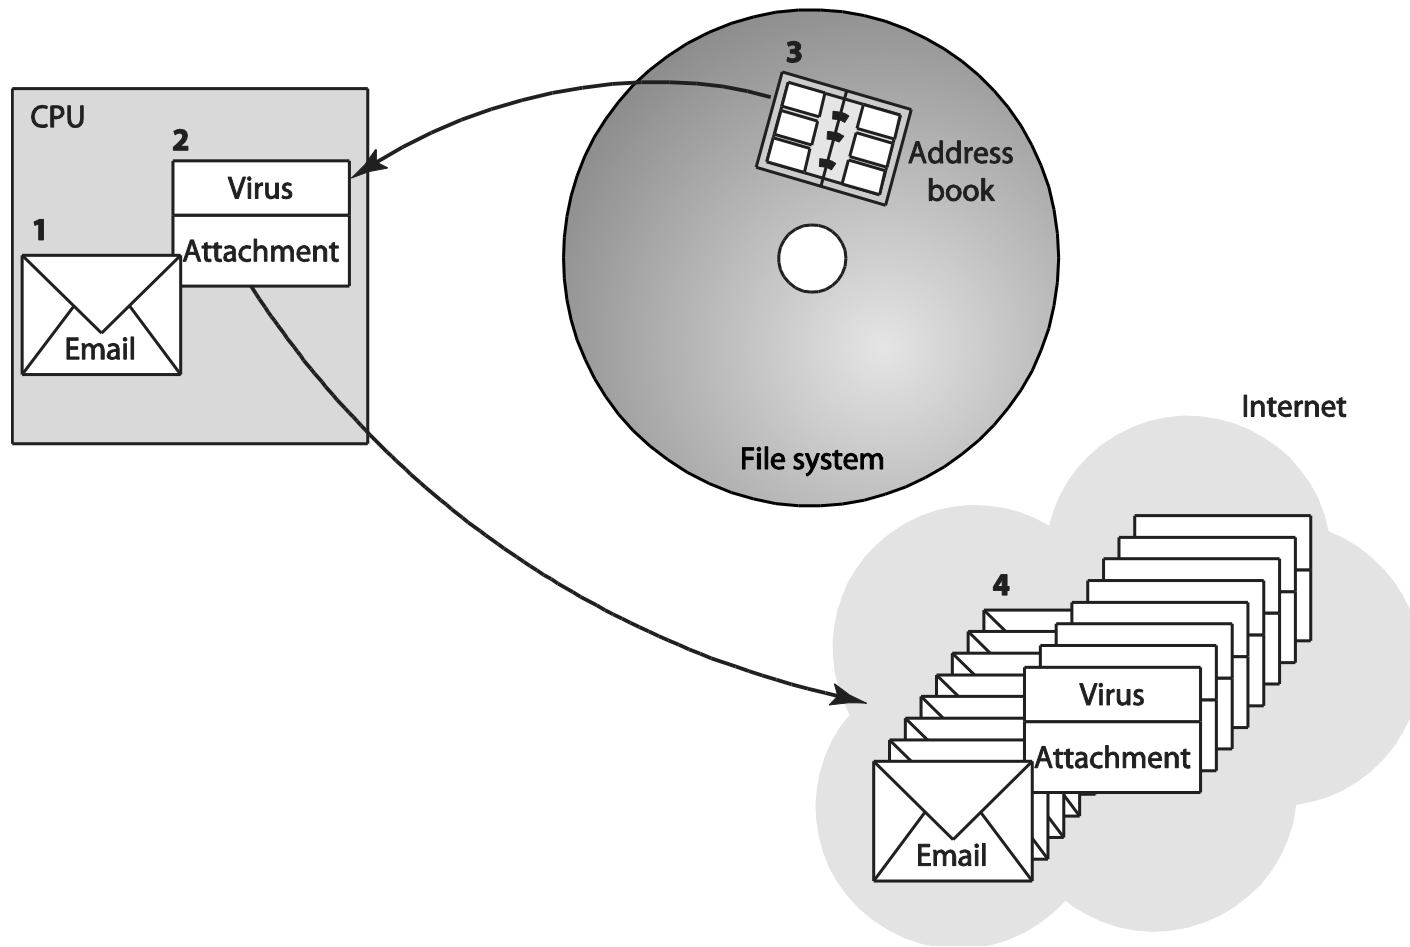 CPU
2
Virus
Attachment
1
Email
3
Address
book
File system
Internet
4
Virus
Attachment
Email